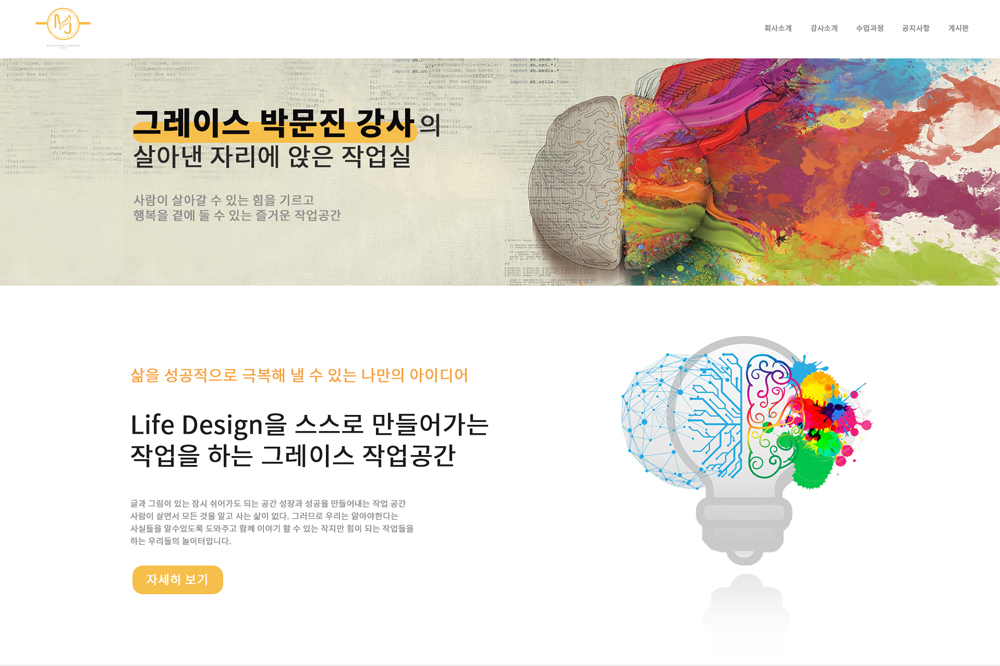 MJ
회사소개 강사소개 수업과정 공지사항 게시판
그레이스 박문진 강사의
살아낸 자리에 앉은 작업실
사람이 살아갈 수 있는 힘을 기르고
행복을 곁에 둘 수 있는 즐거운 작업공간
삶을 성공적으로 극복해 낼 수 있는 나만의 아이디어
Life Design을 스스로 만들어가는
작업을 하는 그레이스 작업공간
글과 그림이 있는 잠시 쉬어가도 되는 공간 성장과 성공을 만들어내는 작업 공간
사람이 살면서 모든 것을 알고 사는 삶이 없다. 그러므로 우리는 알아야한다는
사실들을 알수있도록 도와주고 함께 이야기 할 수 있는 작지만 힘이 되는 작업들을
하는 우리들의 놀이터입니다.
자세히 보기